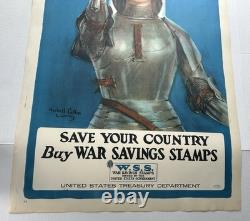 SAVE YOUR COUNTRY
Buy WAR SAVINGS STAMPS
W.S.S.
WAR SAVINGS STAMPS
ISSUED BY THE
UNITED STATES GOVERNMENT
UNITED STATES TREASURY DEPARTMENT